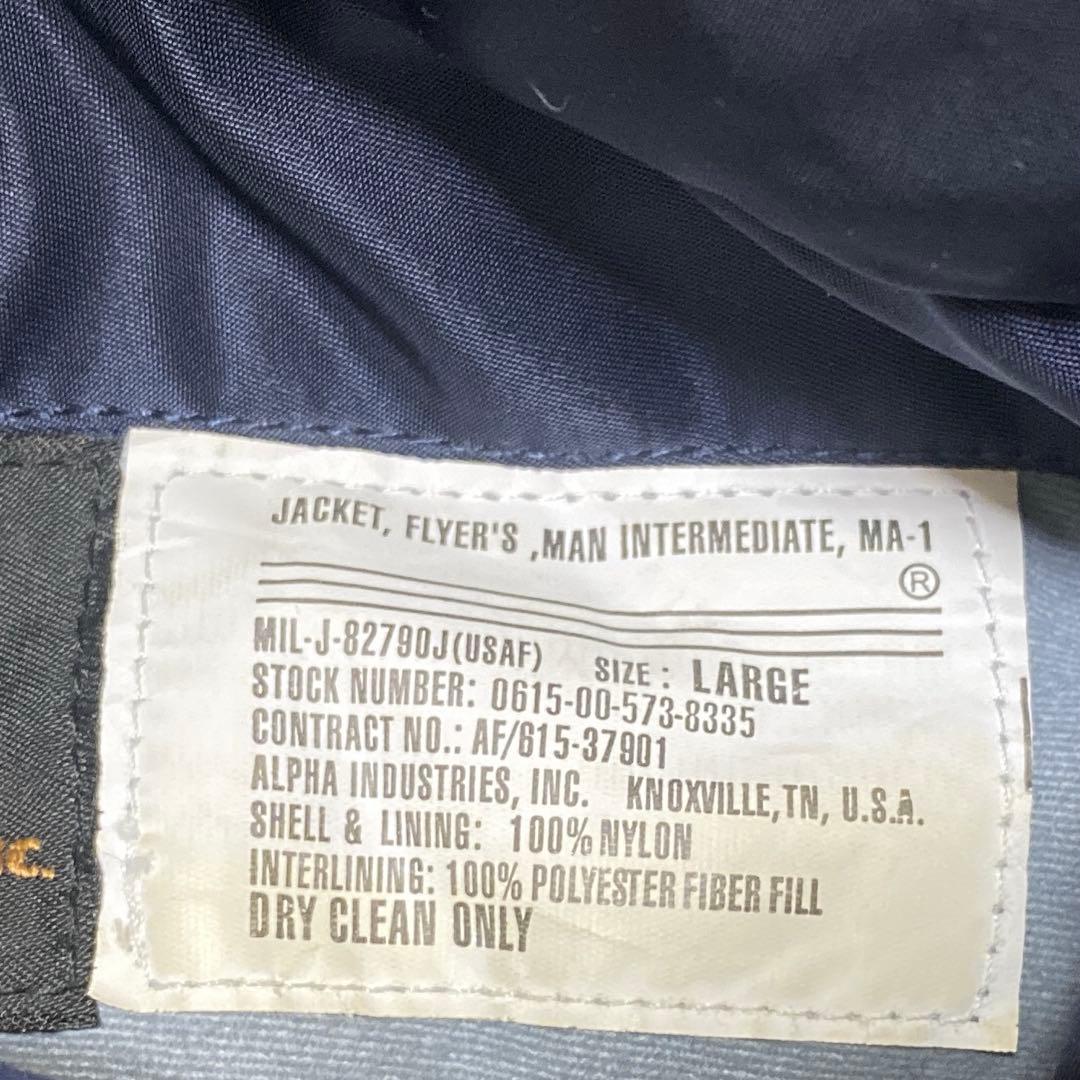 JACKET, FLYER'S ,MAN INTERMEDIATE, MA-1
®
MIL-J-82790J(USAF) SIZE : LARGE
STOCK NUMBER: 0615-00-573-8335
CONTRACT NO.: AF/615-37901
ALPHA INDUSTRIES, INC. KNOXVILLE,TN, U.S.A.
SHELL & LINING: 100% NYLON
INTERLINING: 100% POLYESTER FIBER FILL
DRY CLEAN ONLY